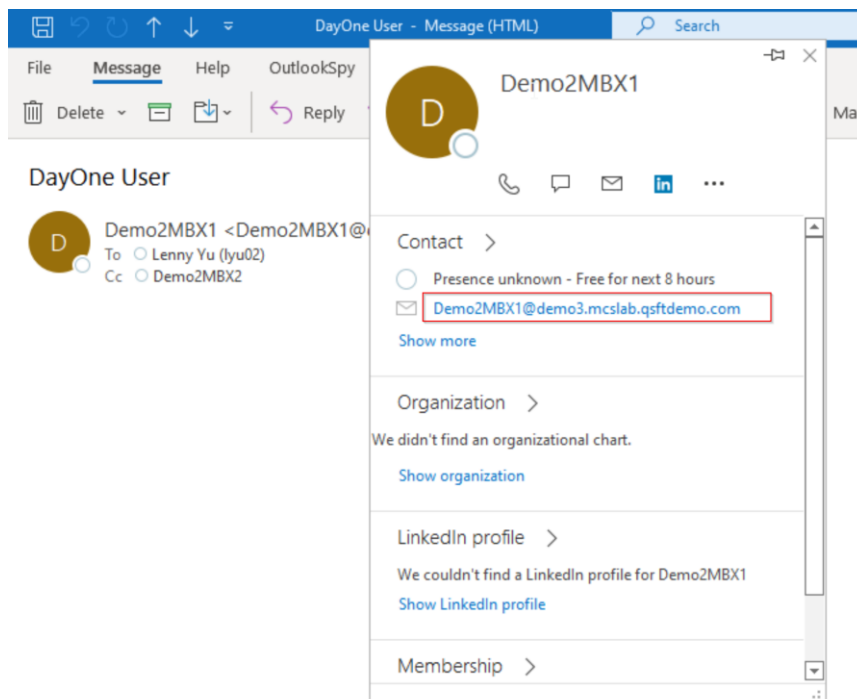 DayOne User - Message (HTML)
Search
File Message Help OutlookSpy
Delete Reply
Ma
DayOne User
D
Demo2MBX1 <Demo2MBX1@
To Lenny Yu (lyu02)
Cc Demo2MBX2
D
Demo2MBX1
in
Contact
Presence unknown - Free for next 8 hours
Demo2MBX1@demo3.mcslab.qsftdemo.com
Show more
Organization
We didn't find an organizational chart.
Show organization
LinkedIn profile
We couldn't find a LinkedIn profile for Demo2MBX1
Show LinkedIn profile
Membership